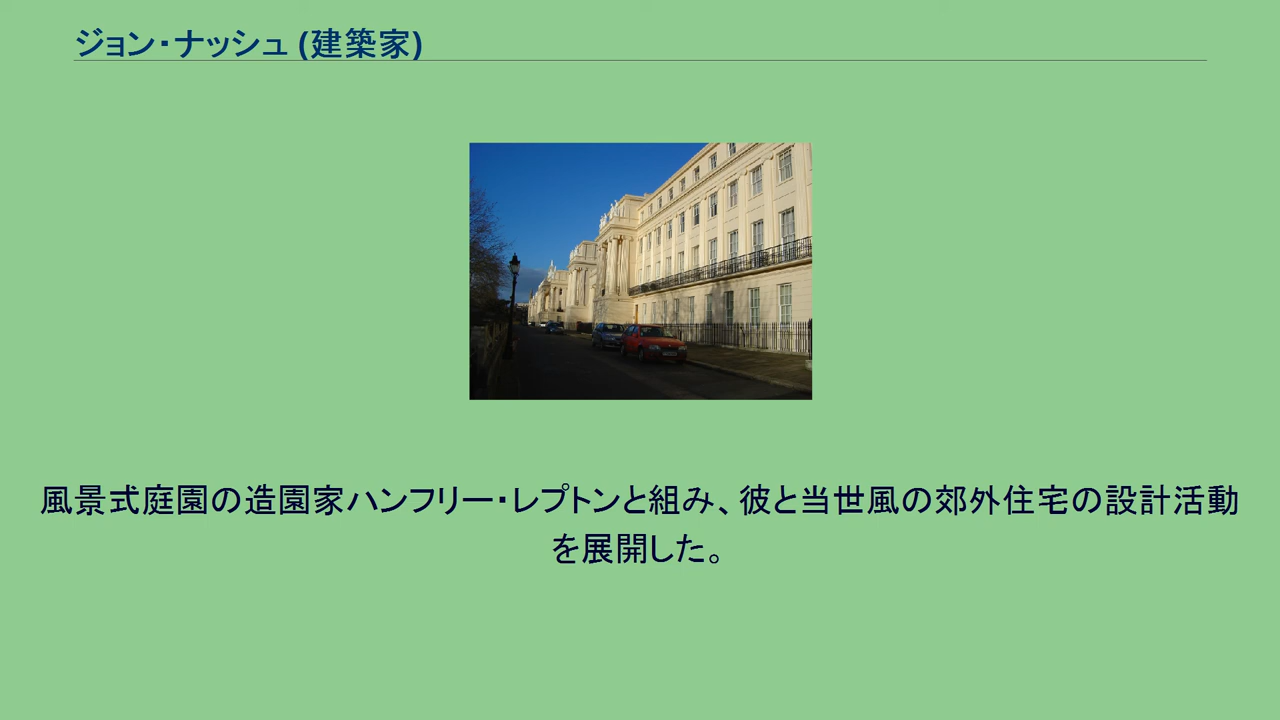 ジョン・ナッシュ (建築家)
風景式庭園の造園家ハンフリー・レプトンと組み、彼と当世風の郊外住宅の設計活動
を展開した。